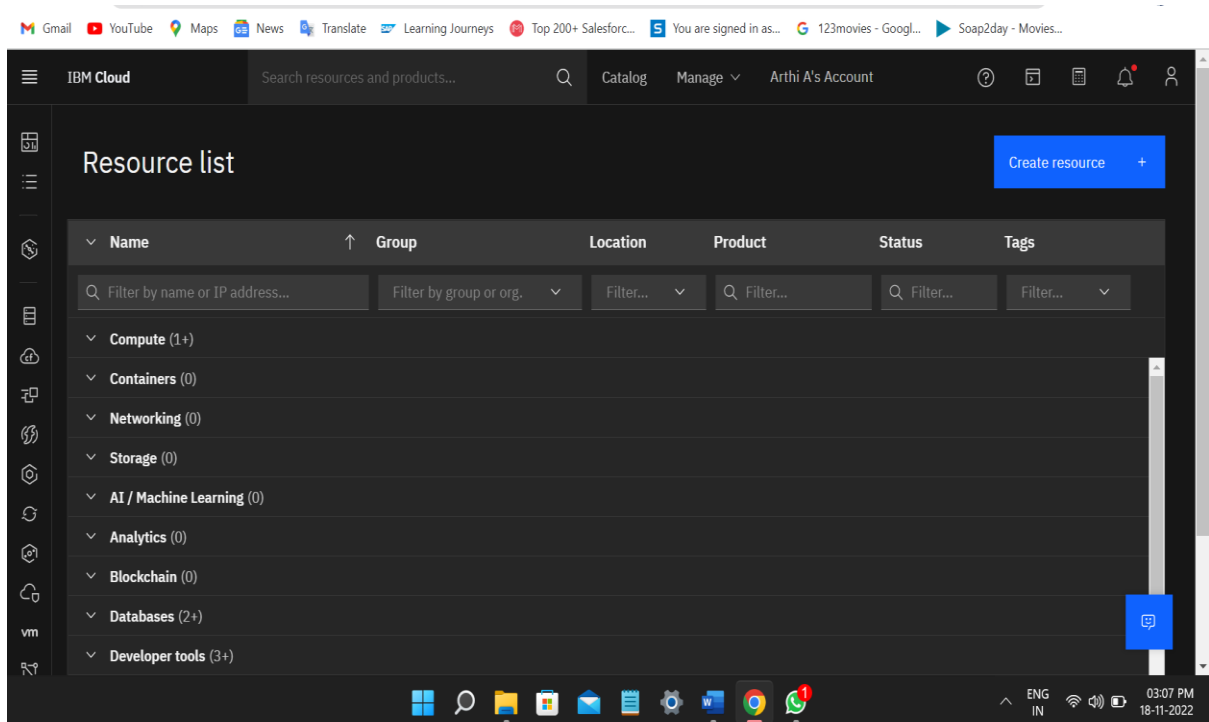 Gmail YouTube Maps News Translate Learning Journeys Top 200+ Salesforc... You are signed in as... 123movies - Googl... Soap2day - Movies...
IBM Cloud Search resources and products... Catalog Manage Arthi A's Account
Resource list Create resource +
Name Group Location Product Status Tags
Filter by name or IP address... Filter by group or org. Filter... Filter... Filter... Filter...
Compute (1+)
Containers (0)
Networking (0)
Storage (0)
AI / Machine Learning (0)
Analytics (0)
Blockchain (0)
Databases (2+)
vm
Developer tools (3+)
1
ENG 03:07 PM
IN 18-11-2022